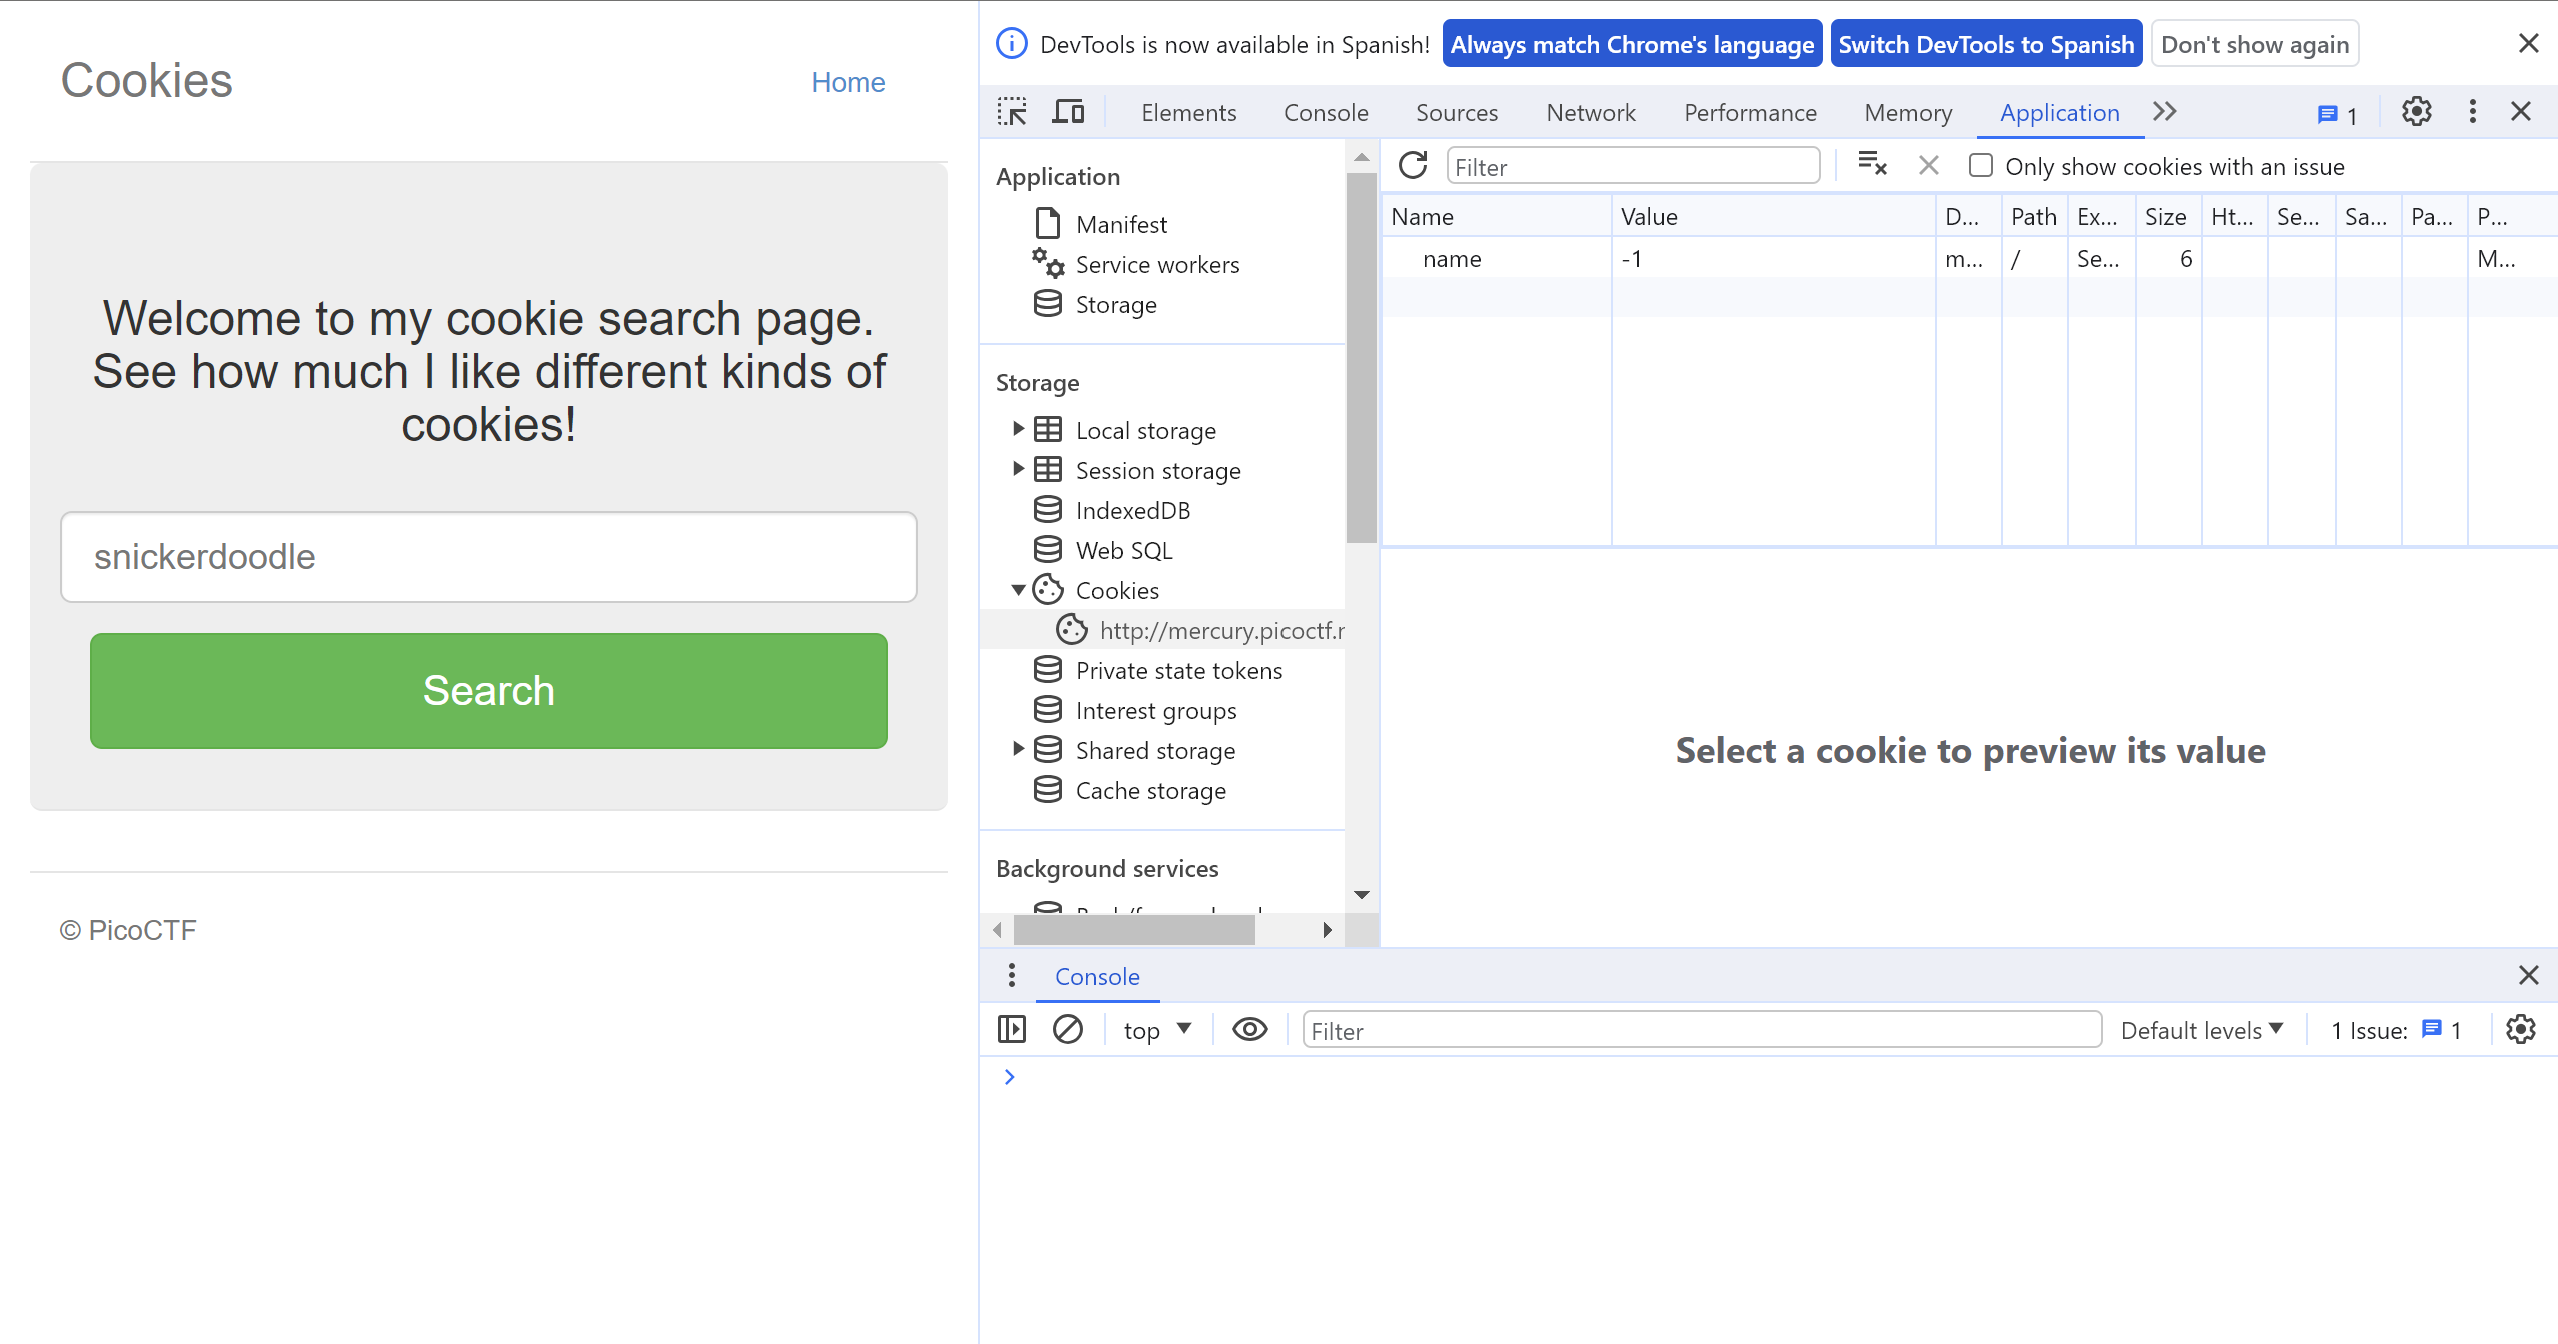 Cookies
Home
Welcome to my cookie search page.
See how much I like different kinds of
cookies!
snickerdoodle
Search
© PicoCTF
DevTools is now available in Spanish!
Always match Chrome's language
Switch DevTools to Spanish
Don't show again
Elements
Console
Sources
Network
Performance
Memory
Application
1
Application
Manifest
Service workers
Storage
Storage
Local storage
Session storage
IndexedDB
Web SQL
Cookies
http://mercury.picoctf.
Private state tokens
Interest groups
Shared storage
Cache storage
Background services
Filter
Only show cookies with an issue
Name Value D... Path Ex... Size Ht... Se... Sa... Pa... P...
name -1 m... / Se... 6 M...
Select a cookie to preview its value
Console
top
Filter
Default levels
1 Issue: 1